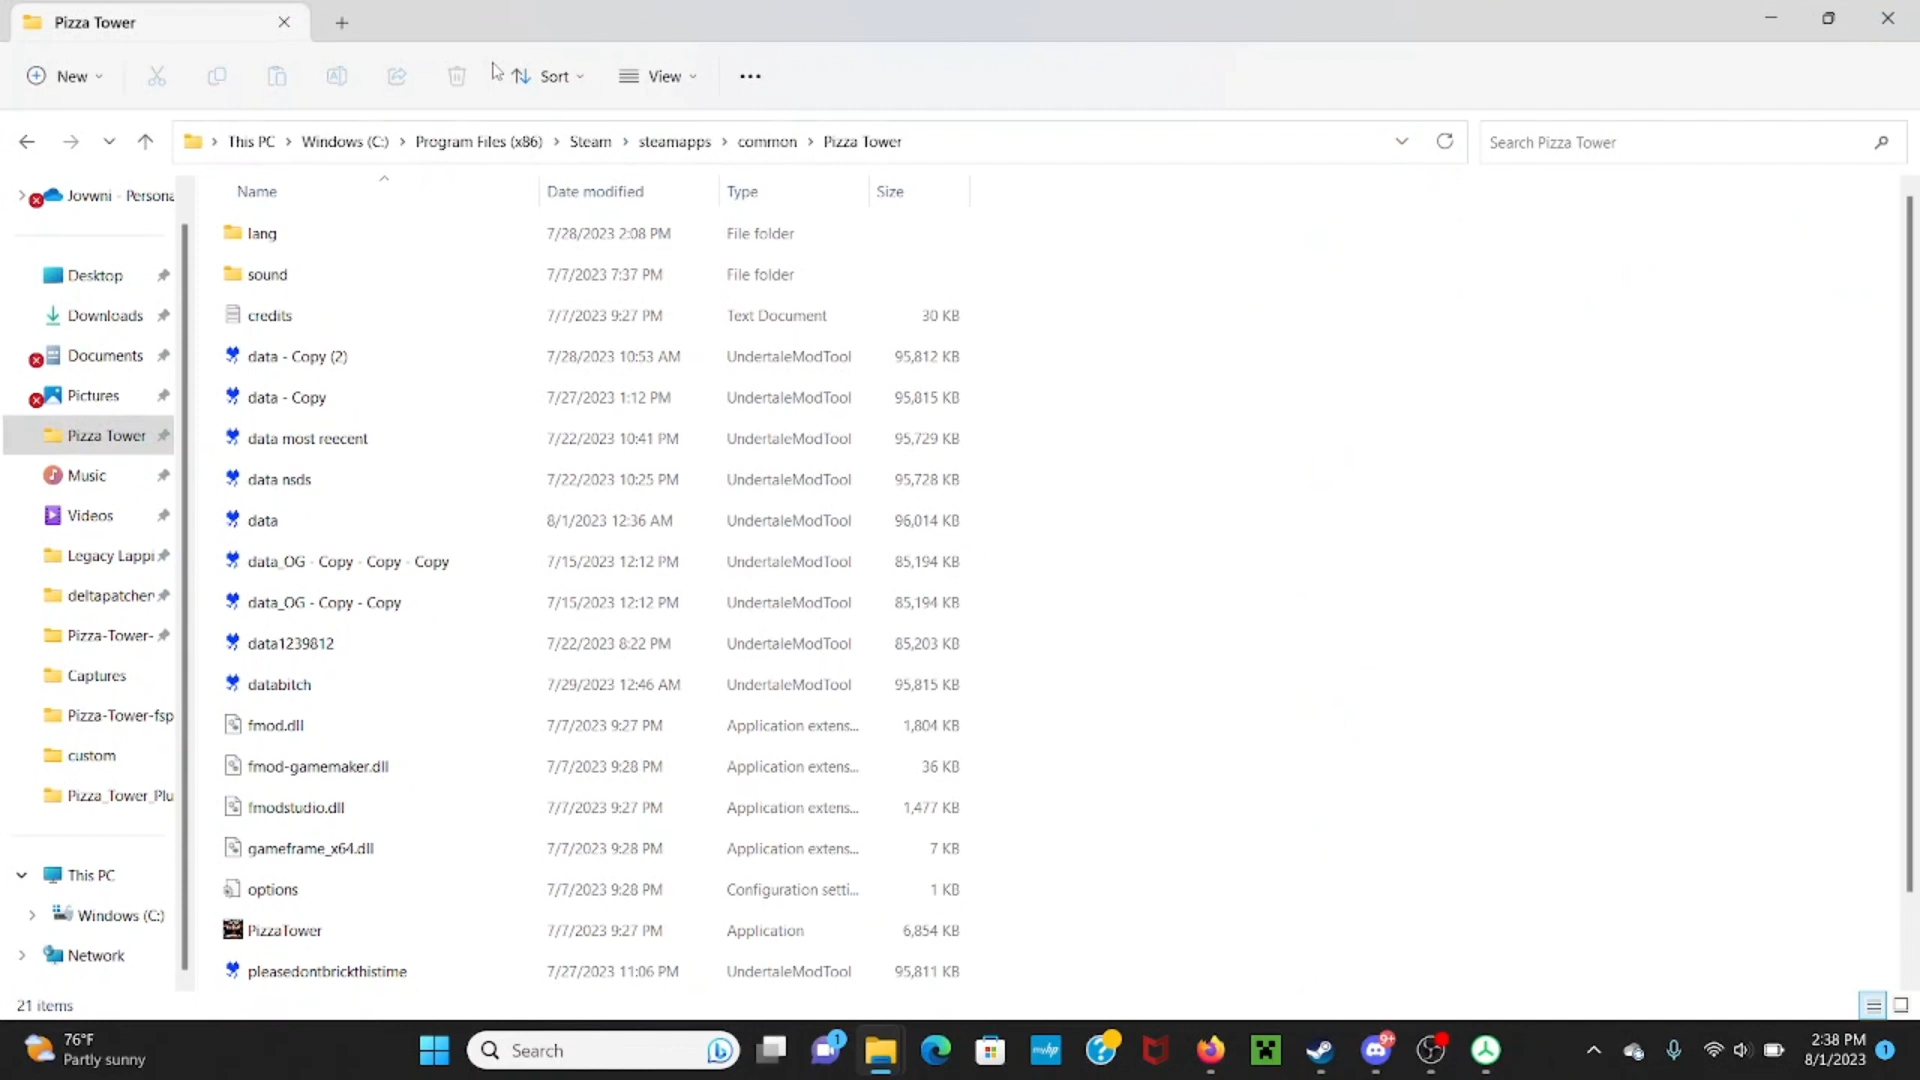 Pizza Tower
New
Sort
View
This PC > Windows (C:) > Program Files (x86) > Steam > steamapps > common > Pizza Tower
Search Pizza Tower
Name Date modified Type Size
Jovwni - Persona
Desktop
Downloads
Documents
Pictures
Pizza Tower
Music
Videos
Legacy Lappi
deltapatcher
Pizza-Tower-
Captures
Pizza-Tower-fsp
custom
Pizza_Tower_Plu
This PC
Windows (C:)
Network
lang 7/28/2023 2:08 PM File folder
sound 7/7/2023 7:37 PM File folder
credits 7/7/2023 9:27 PM Text Document 30 KB
data - Copy (2) 7/28/2023 10:53 AM UndertaleModTool 95,812 KB
data - Copy 7/27/2023 1:12 PM UndertaleModTool 95,815 KB
data most reecent 7/22/2023 10:41 PM UndertaleModTool 95,729 KB
data nsds 7/22/2023 10:25 PM UndertaleModTool 95,728 KB
data 8/1/2023 12:36 AM UndertaleModTool 96,014 KB
data_OG - Copy - Copy - Copy 7/15/2023 12:12 PM UndertaleModTool 85,194 KB
data_OG - Copy - Copy 7/15/2023 12:12 PM UndertaleModTool 85,194 KB
data1239812 7/22/2023 8:22 PM UndertaleModTool 85,203 KB
databitch 7/29/2023 12:46 AM UndertaleModTool 95,815 KB
fmod.dll 7/7/2023 9:27 PM Application extens... 1,804 KB
fmod-gamemaker.dll 7/7/2023 9:28 PM Application extens... 36 KB
fmodstudio.dll 7/7/2023 9:27 PM Application extens... 1,477 KB
gameframe_x64.dll 7/7/2023 9:28 PM Application extens... 7 KB
options 7/7/2023 9:28 PM Configuration setti... 1 KB
PizzaTower 7/7/2023 9:27 PM Application 6,854 KB
pleasedontbrickthistime 7/27/2023 11:06 PM UndertaleModTool 95,811 KB
21 items
76°F
Partly sunny
Search
1
myhp
9+
2:38 PM
8/1/2023
1